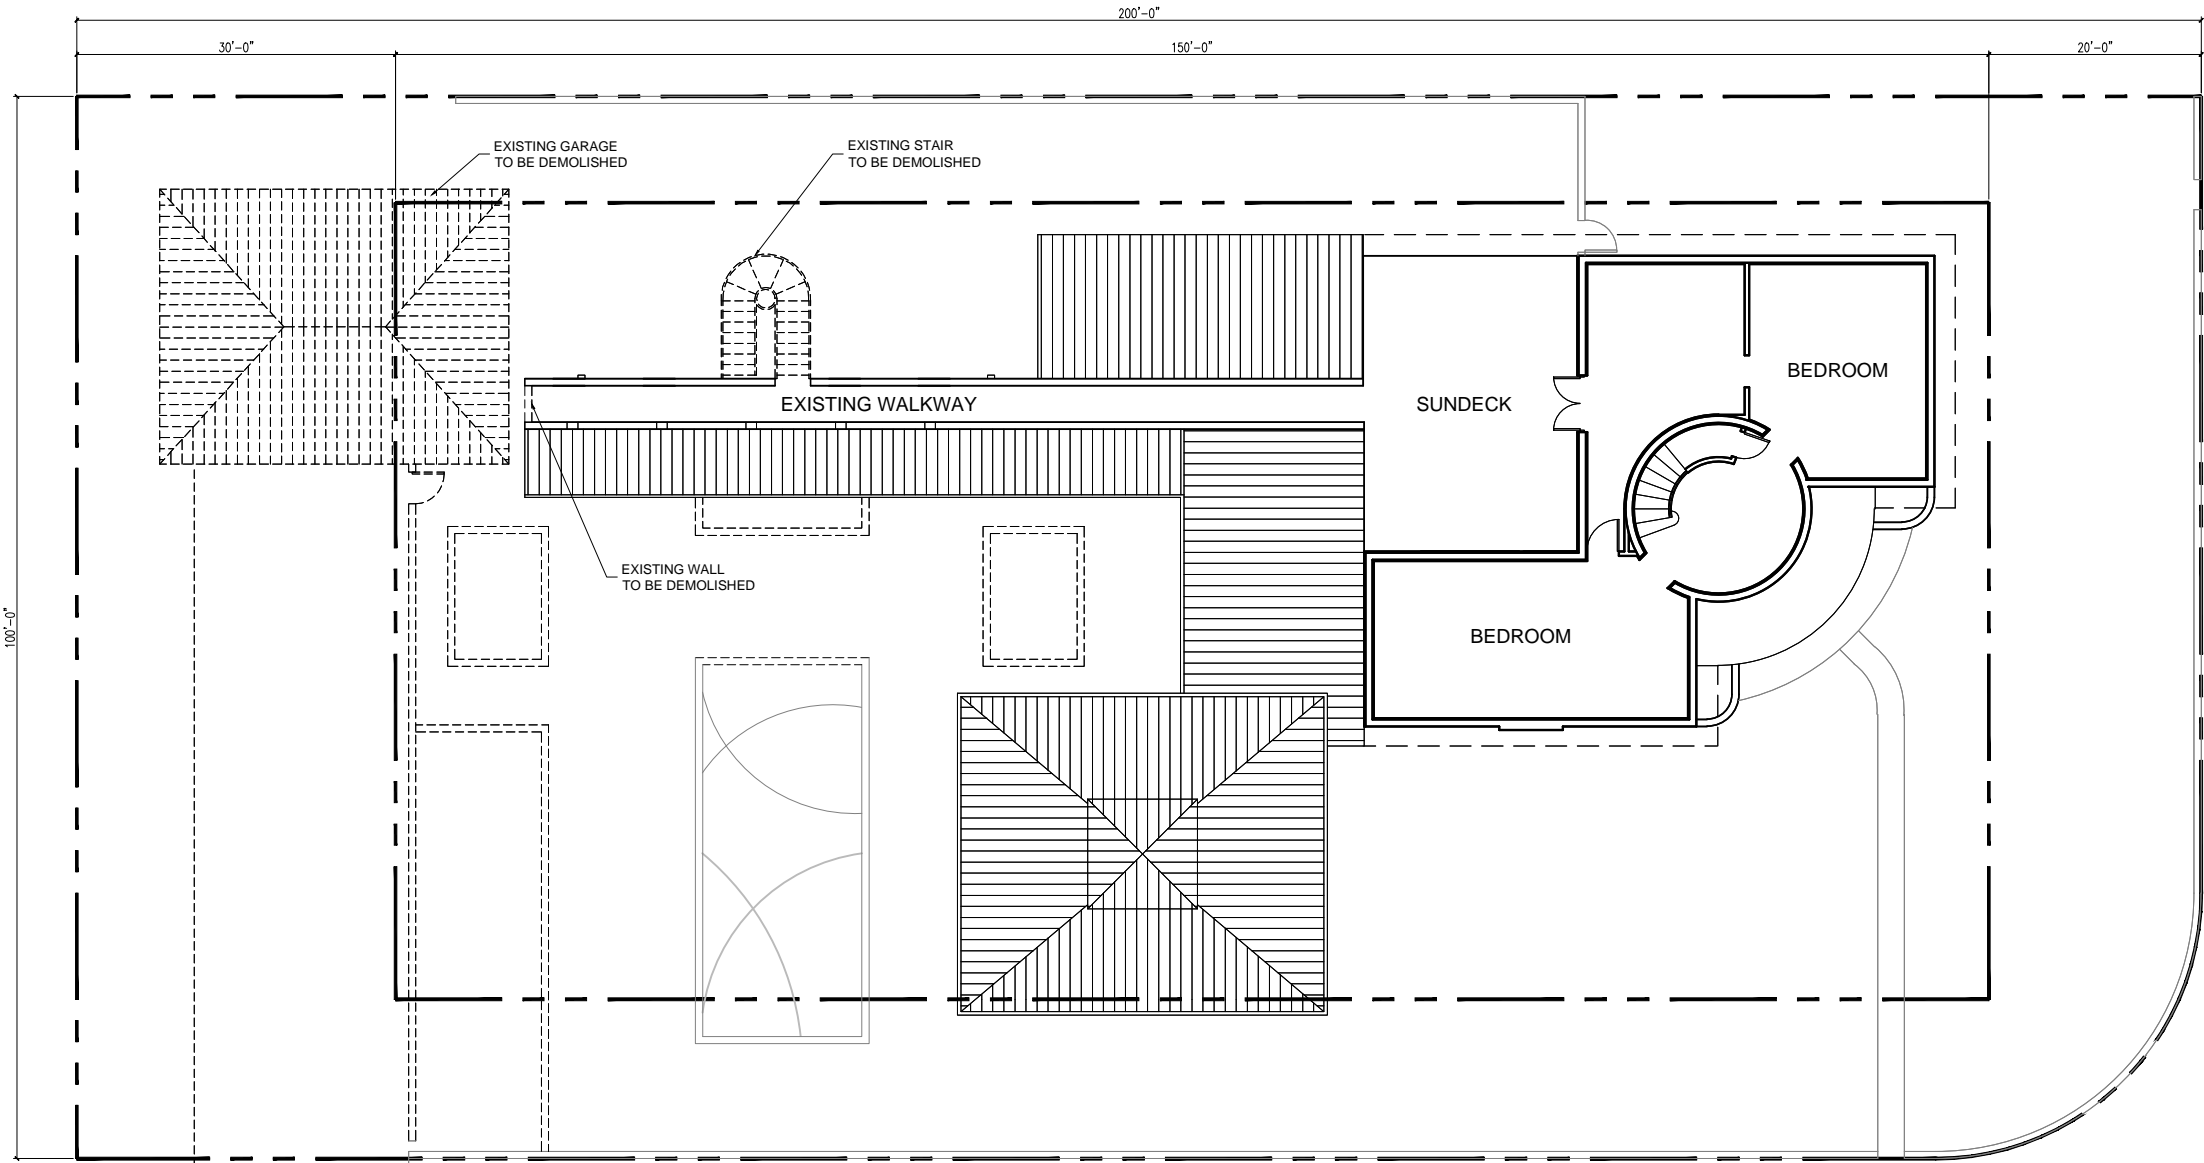 200'-0"
30'-0"
150'-0"
20'-0"
EXISTING GARAGE
TO BE DEMOLISHED
EXISTING STAIR
TO BE DEMOLISHED
BEDROOM
EXISTING WALKWAY
SUNDECK
EXISTING WALL
TO BE DEMOLISHED
100'-0"
BEDROOM